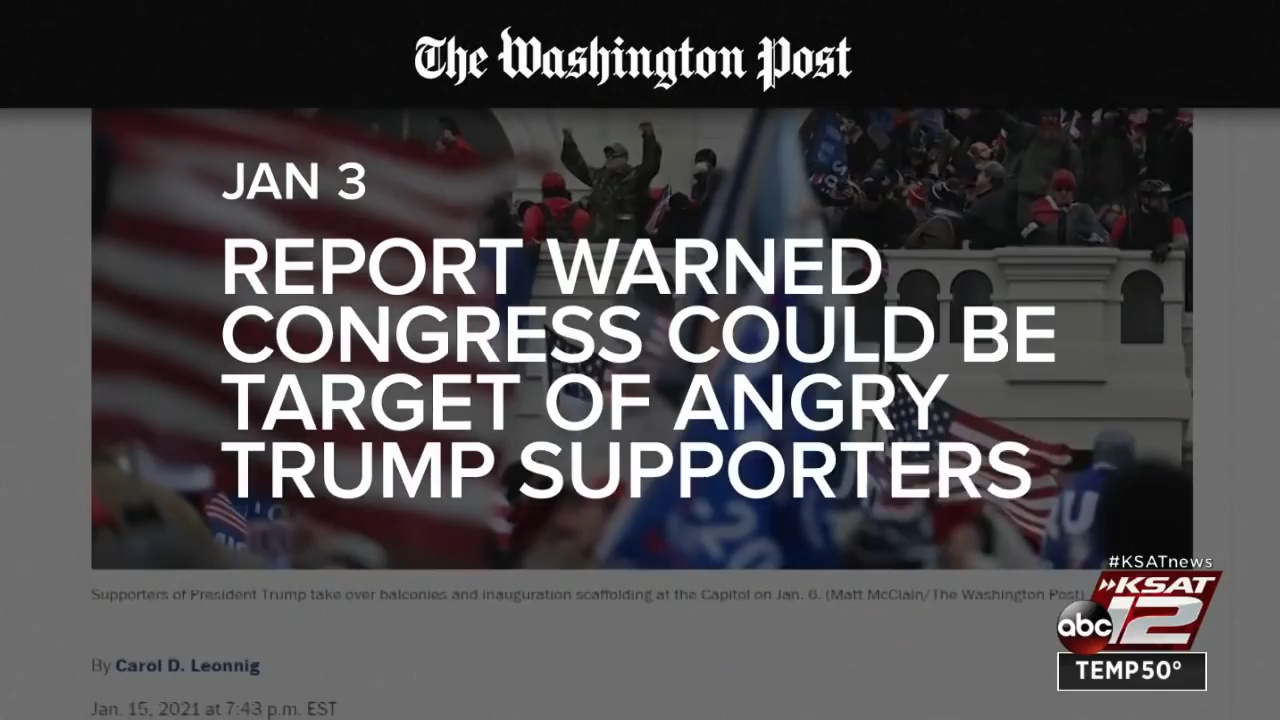 The Washington Post
JAN 3
REPORT WARNED
CONGRESS COULD BE
TARGET OF ANGRY
TRUMP SUPPORTERS
Supporters of President Trump take over balconies and inauguration scaffolding at the Capitol on Jan. 6. (Matt McClain/The Washington Post)
By Carol D. Leonnig
Jan. 15, 2021 at 7:43 p.m. EST
#KSATnews
KSAT
abc 12
TEMP 50°